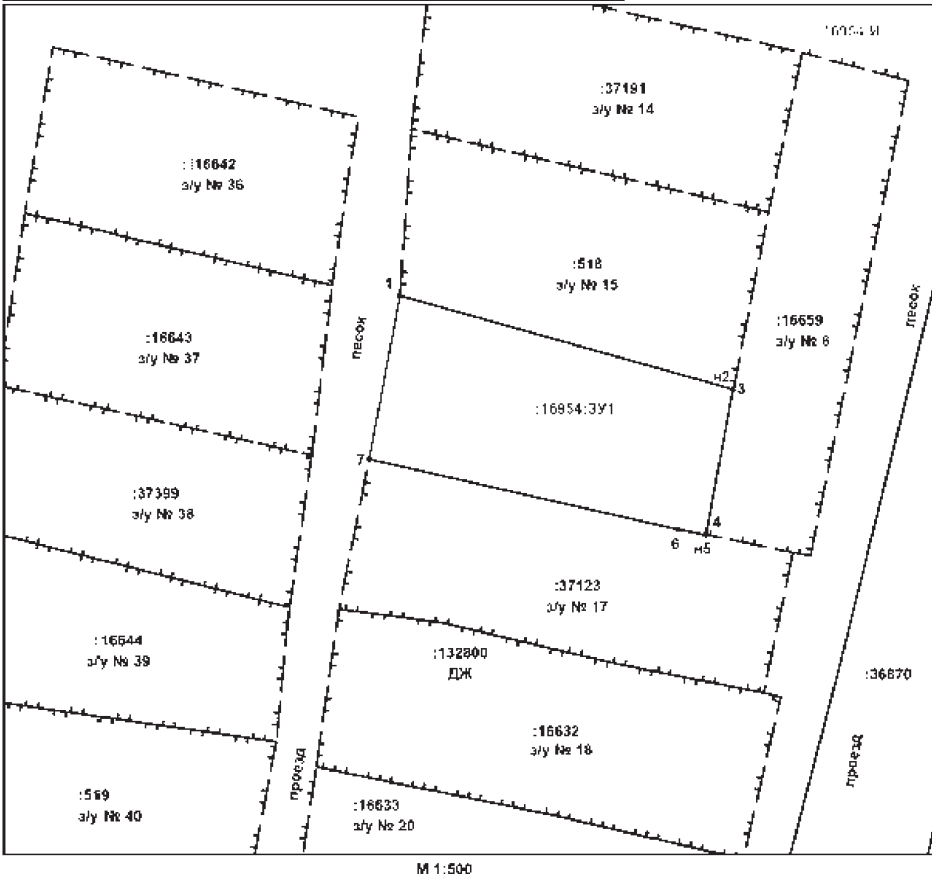 :37191
з/у № 14
:16642
з/у № 36
:518
з/у № 15
1
песок
песок
:16659
з/у № 6
:16643
з/у № 37
н2
3
:16954:ЗУ1
7
:37399
з/у № 38
4
6
н5
:37123
з/у № 17
:16644
з/у № 39
:132800
ДЖ
:36870
:16632
з/у № 18
проезд
проезд
:519
з/у № 40
:16633
з/у № 20
М 1:500